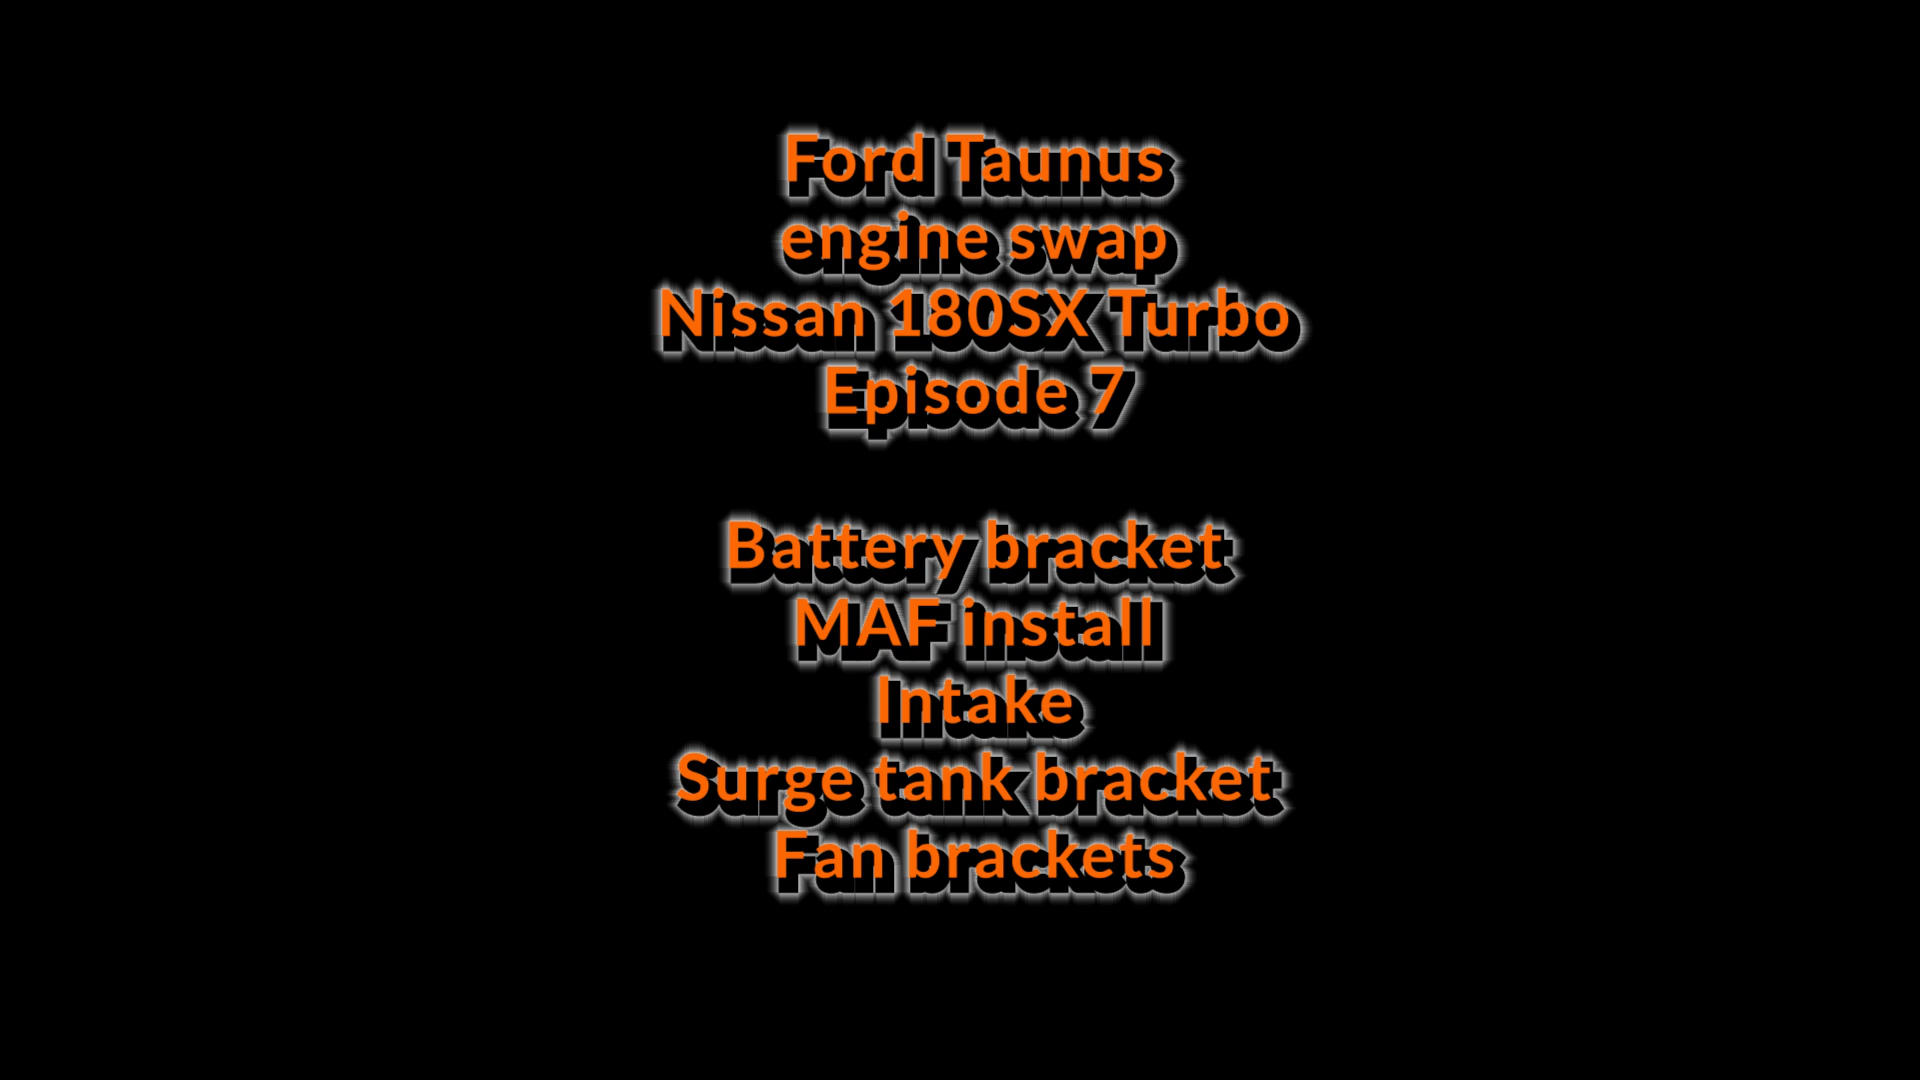 Ford Taunus
engine swap
Nissan 180SX Turbo
Episode 7
Battery bracket
MAF install
Intake
Surge tank bracket
Fan brackets